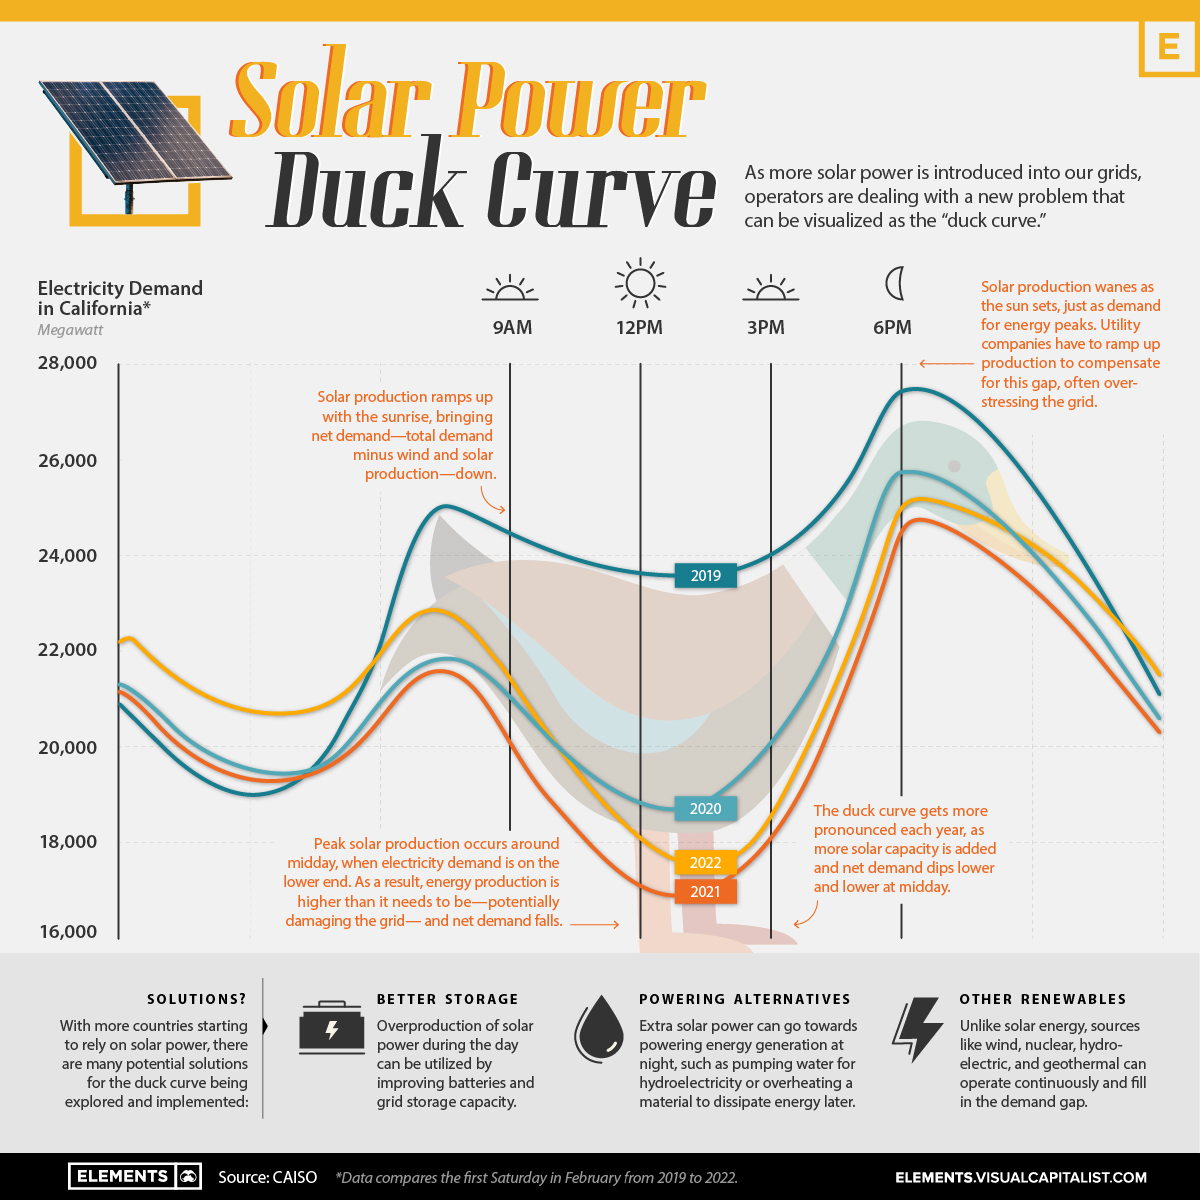 E
Solar Power
Duck Curve
As more solar power is introduced into our grids,
operators are dealing with a new problem that
can be visualized as the “duck curve.”
Electricity Demand
in California*
Megawatt
9AM
12PM
3PM
6PM
Solar production wanes as
the sun sets, just as demand
for energy peaks. Utility
companies have to ramp up
production to compensate
for this gap, often over-
stressing the grid.
28,000
26,000
24,000
22,000
20,000
18,000
16,000
Solar production ramps up
with the sunrise, bringing
net demand—total demand
minus wind and solar
production—down.
2019
2020
2022
2021
Peak solar production occurs around
midday, when electricity demand is on the
lower end. As a result, energy production is
higher than it needs to be—potentially
damaging the grid— and net demand falls.
The duck curve gets more
pronounced each year, as
more solar capacity is added
and net demand dips lower
and lower at midday.
SOLUTIONS?
With more countries starting
to rely on solar power, there
are many potential solutions
for the duck curve being
explored and implemented:
BETTER STORAGE
Overproduction of solar
power during the day
can be utilized by
improving batteries and
grid storage capacity.
POWERING ALTERNATIVES
Extra solar power can go towards
powering energy generation at
night, such as pumping water for
hydroelectricity or overheating a
material to dissipate energy later.
OTHER RENEWABLES
Unlike solar energy, sources
like wind, nuclear, hydro-
electric, and geothermal can
operate continuously and fill
in the demand gap.
ELEMENTS
Source: CAISO
*Data compares the first Saturday in February from 2019 to 2022.
ELEMENTS.VISUALCAPITALIST.COM